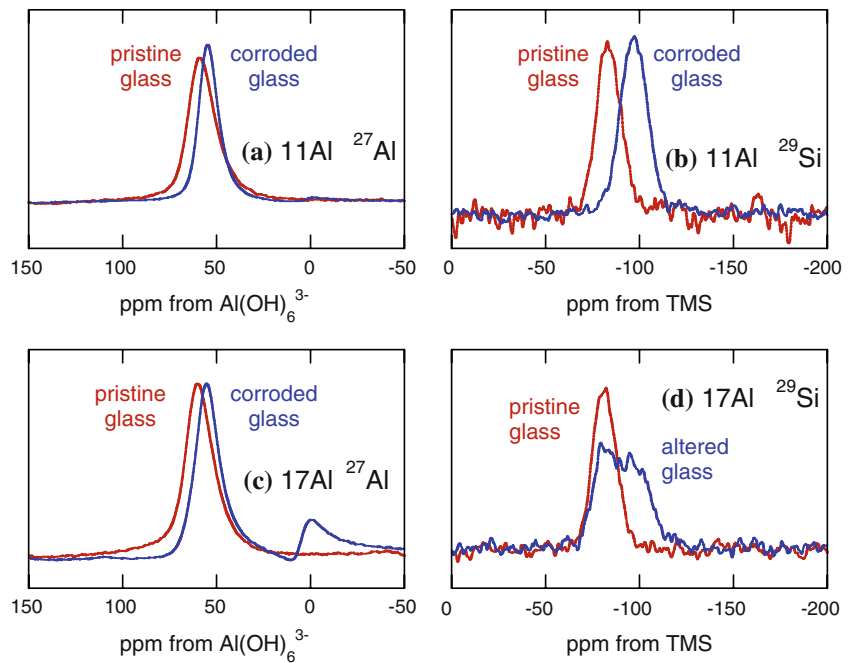 pristine glass
corroded glass
(a) 11Al ²⁷Al
150 100 50 0 -50
ppm from Al(OH)₆³⁻
pristine glass
corroded glass
(b) 11Al ²⁹Si
0 -50 -100 -150 -200
ppm from TMS
pristine glass
corroded glass
(c) 17Al ²⁷Al
150 100 50 0 -50
ppm from Al(OH)₆³⁻
(d) 17Al ²⁹Si
pristine glass
altered glass
0 -50 -100 -150 -200
ppm from TMS